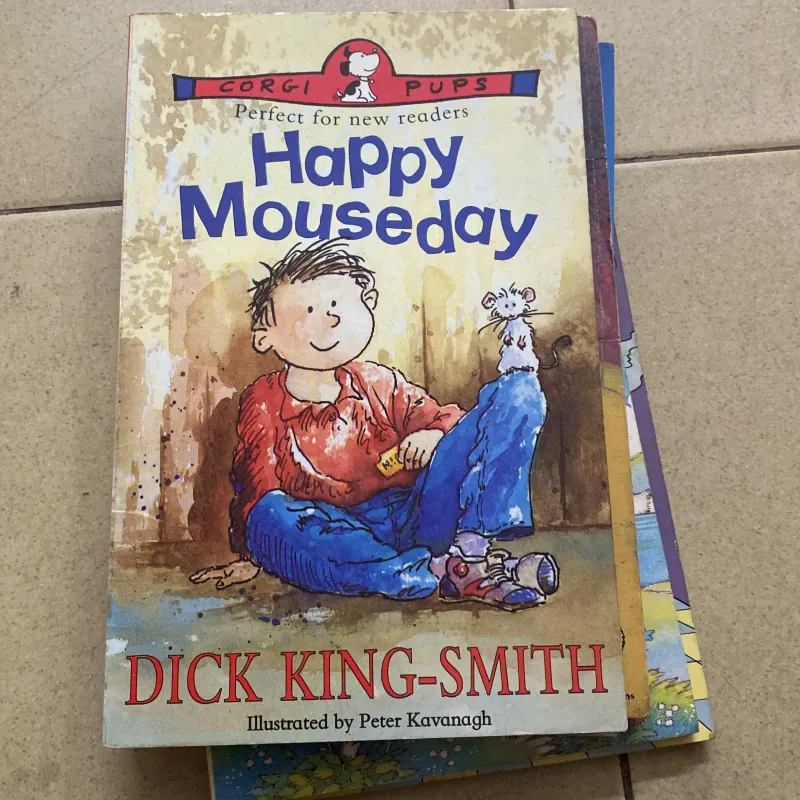 CORGI PUPS
Perfect for new readers
Happy
Mouseday
DICK KING-SMITH
Illustrated by Peter Kavanagh